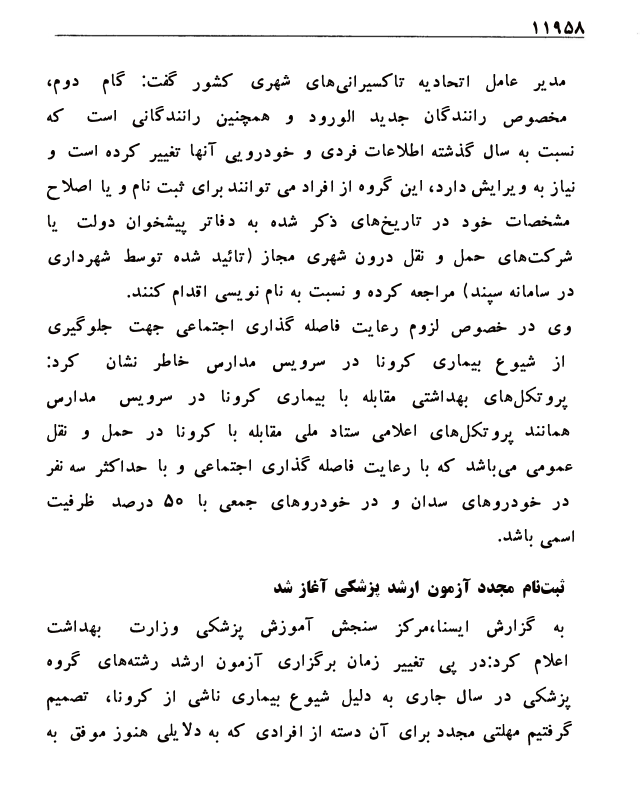 ۱۱۹۵۸
مدیر عامل اتحادیه تاکسیرانی‌های شهری کشور گفت: گام دوم،
مخصوص رانندگان جدید الورود و همچنین رانندگانی است که
نسبت به سال گذشته اطلاعات فردی و خودرویی آنها تغییر کرده است و
نیاز به ویرایش دارد، این گروه از افراد می توانند برای ثبت نام و یا اصلاح
مشخصات خود در تاریخ‌های ذکر شده به دفاتر پیشخوان دولت یا
شرکت‌های حمل و نقل درون شهری مجاز (تائید شده توسط شهرداری
در سامانه سپند) مراجعه کرده و نسبت به نام نویسی اقدام کنند.
وی در خصوص لزوم رعایت فاصله گذاری اجتماعی جهت جلوگیری
از شیوع بیماری کرونا در سرویس مدارس خاطر نشان کرد:
پروتکل‌های بهداشتی مقابله با بیماری کرونا در سرویس مدارس
همانند پروتکل‌های اعلامی ستاد ملی مقابله با کرونا در حمل و نقل
عمومی می‌باشد که با رعایت فاصله گذاری اجتماعی و با حداکثر سه نفر
در خودروهای سدان و در خودروهای جمعی با ۵۰ درصد ظرفیت
اسمی باشد.
ثبت‌نام مجدد آزمون ارشد پزشکی آغاز شد
به گزارش ایسنا،مرکز سنجش آموزش پزشکی وزارت بهداشت
اعلام کرد:در پی تغییر زمان برگزاری آزمون ارشد رشته‌های گروه
پزشکی در سال جاری به دلیل شیوع بیماری ناشی از کرونا، تصمیم
گرفتیم مهلتی مجدد برای آن دسته از افرادی که به دلایلی هنوز موفق به